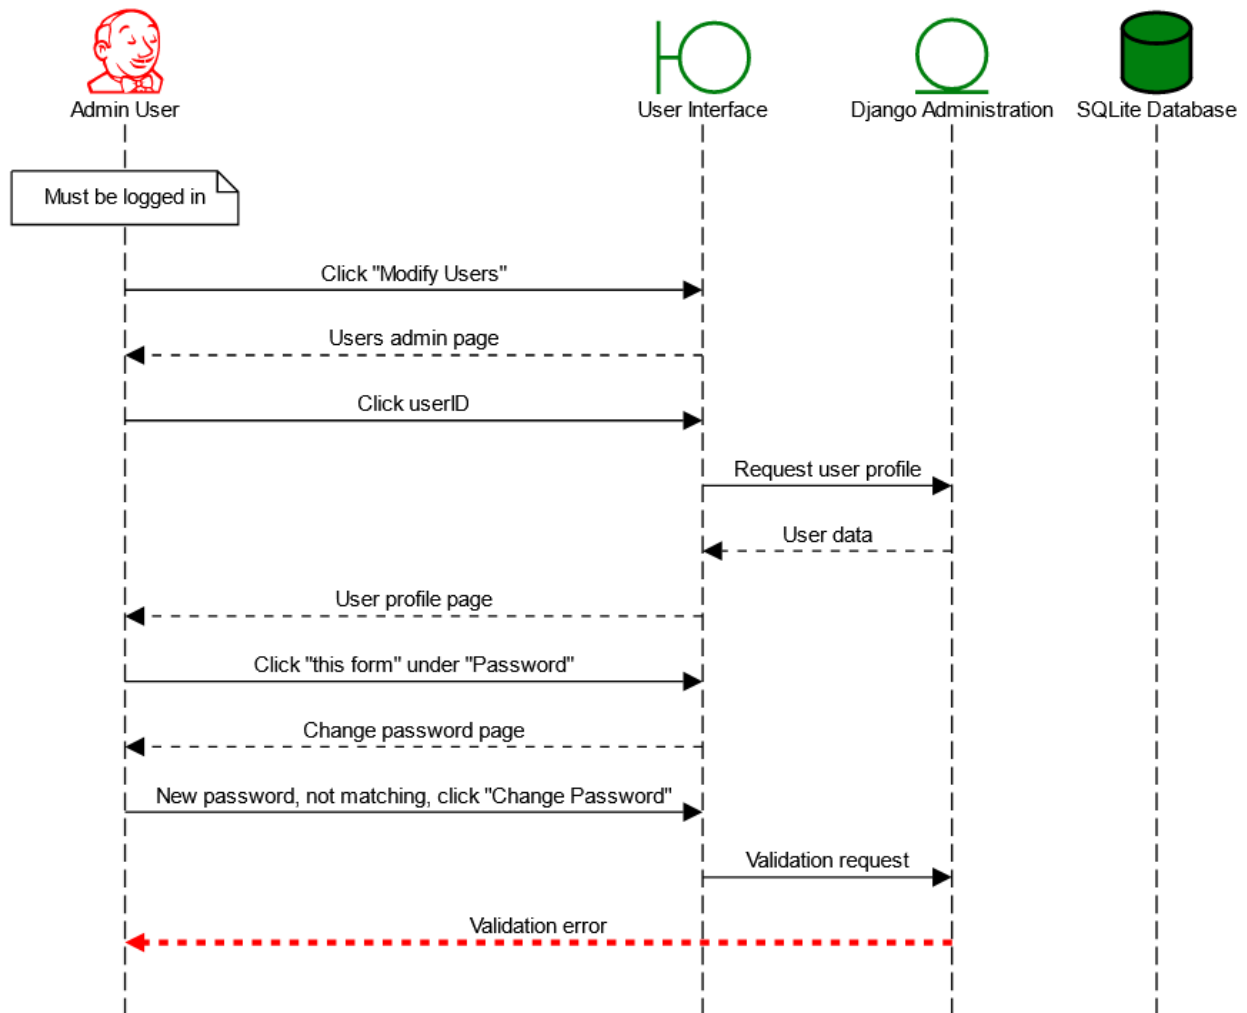 Admin User
User Interface
Django Administration
SQLite Database
Must be logged in
Click "Modify Users"
Users admin page
Click userID
Request user profile
User data
User profile page
Click "this form" under "Password"
Change password page
New password, not matching, click "Change Password"
Validation request
Validation error